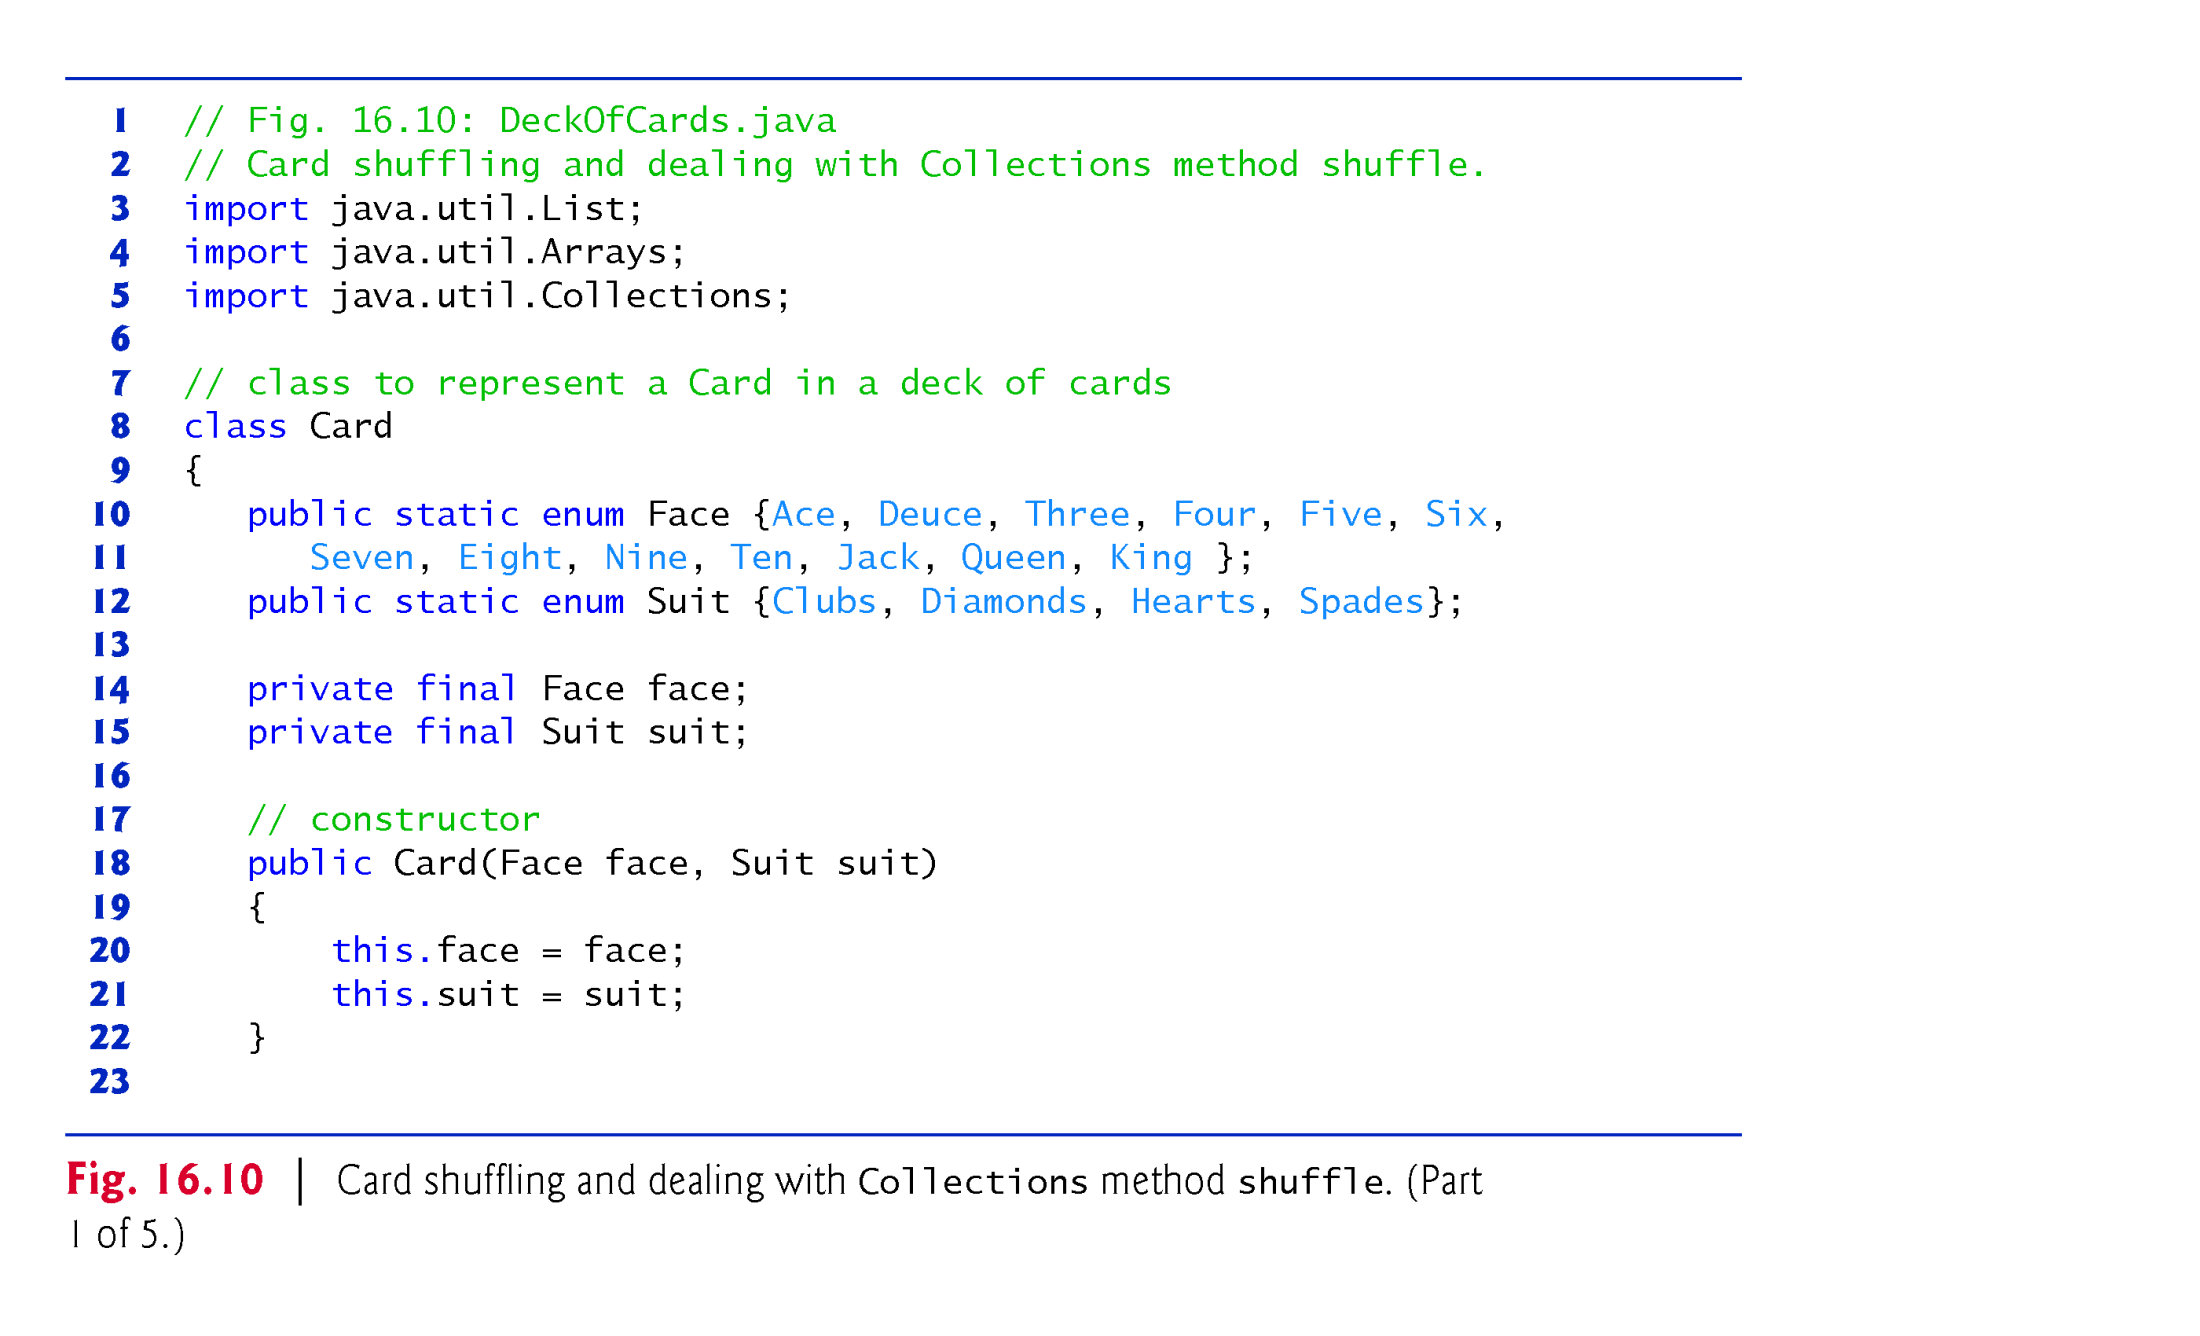 1 // Fig. 16.10: DeckOfCards.java
2 // Card shuffling and dealing with Collections method shuffle.
3 import java.util.List;
4 import java.util.Arrays;
5 import java.util.Collections;
6
7 // class to represent a Card in a deck of cards
8 class Card
9 {
10    public static enum Face {Ace, Deuce, Three, Four, Five, Six,
11       Seven, Eight, Nine, Ten, Jack, Queen, King };
12    public static enum Suit {Clubs, Diamonds, Hearts, Spades};
13
14    private final Face face;
15    private final Suit suit;
16
17    // constructor
18    public Card(Face face, Suit suit)
19    {
20        this.face = face;
21        this.suit = suit;
22    }
23
Fig. 16.10 | Card shuffling and dealing with Collections method shuffle. (Part
1 of 5.)